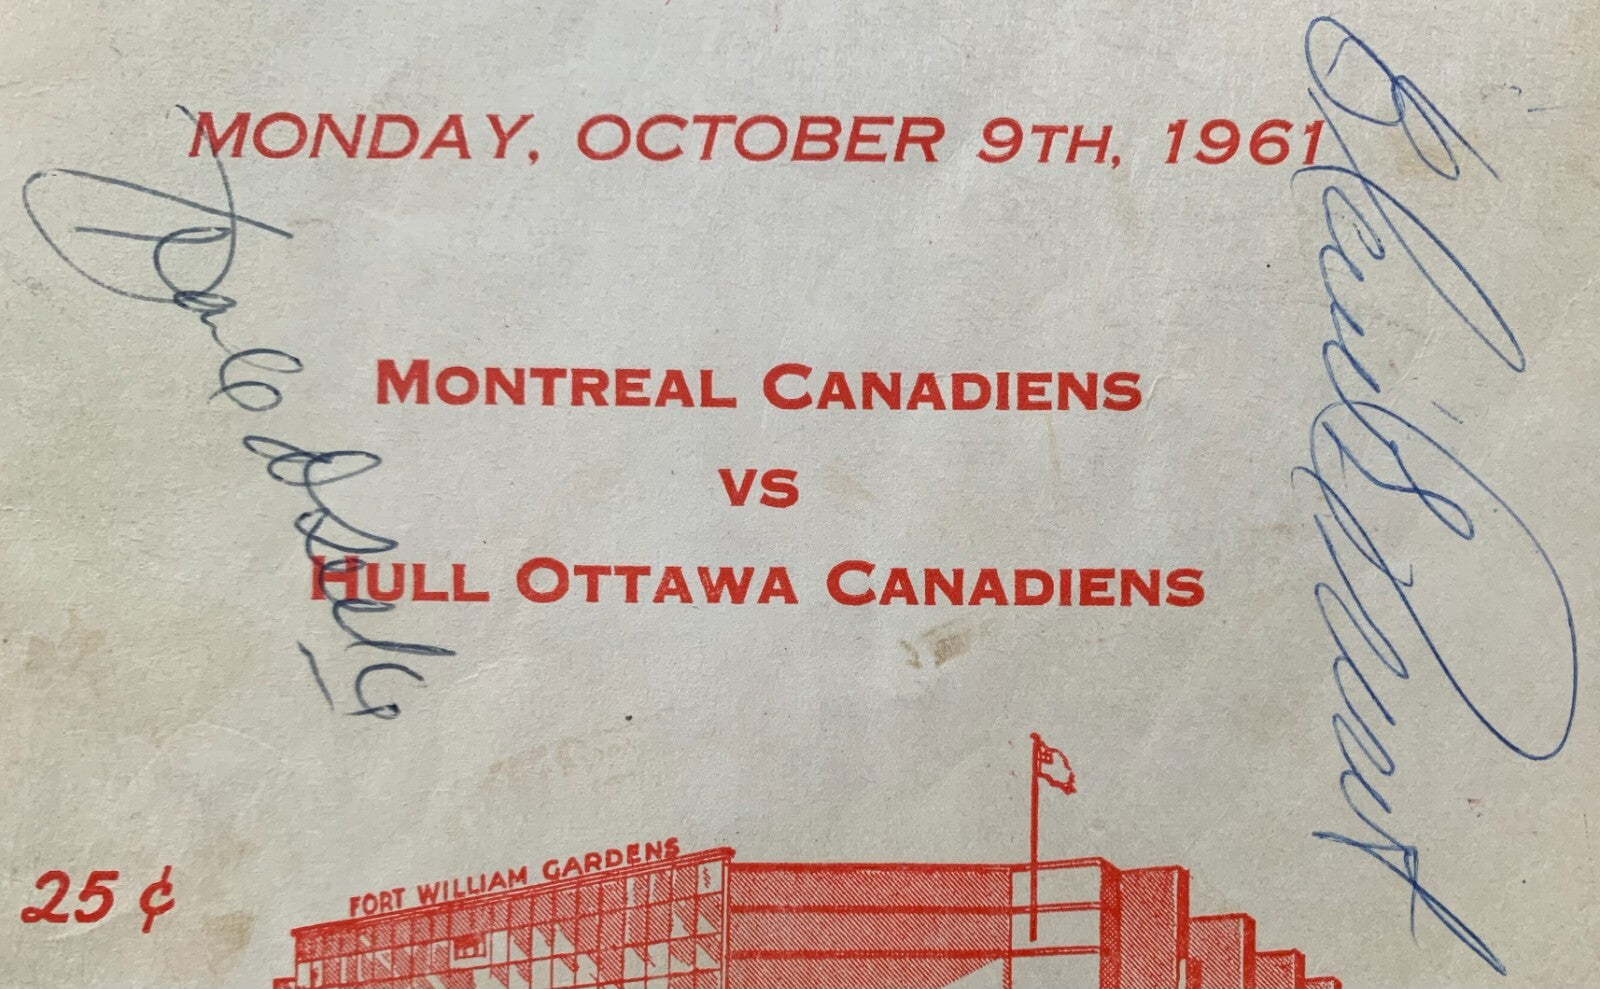 MONDAY, OCTOBER 9TH, 1961
MONTREAL CANADIENS
VS
HULL OTTAWA CANADIENS
25 ¢
FORT WILLIAM GARDENS